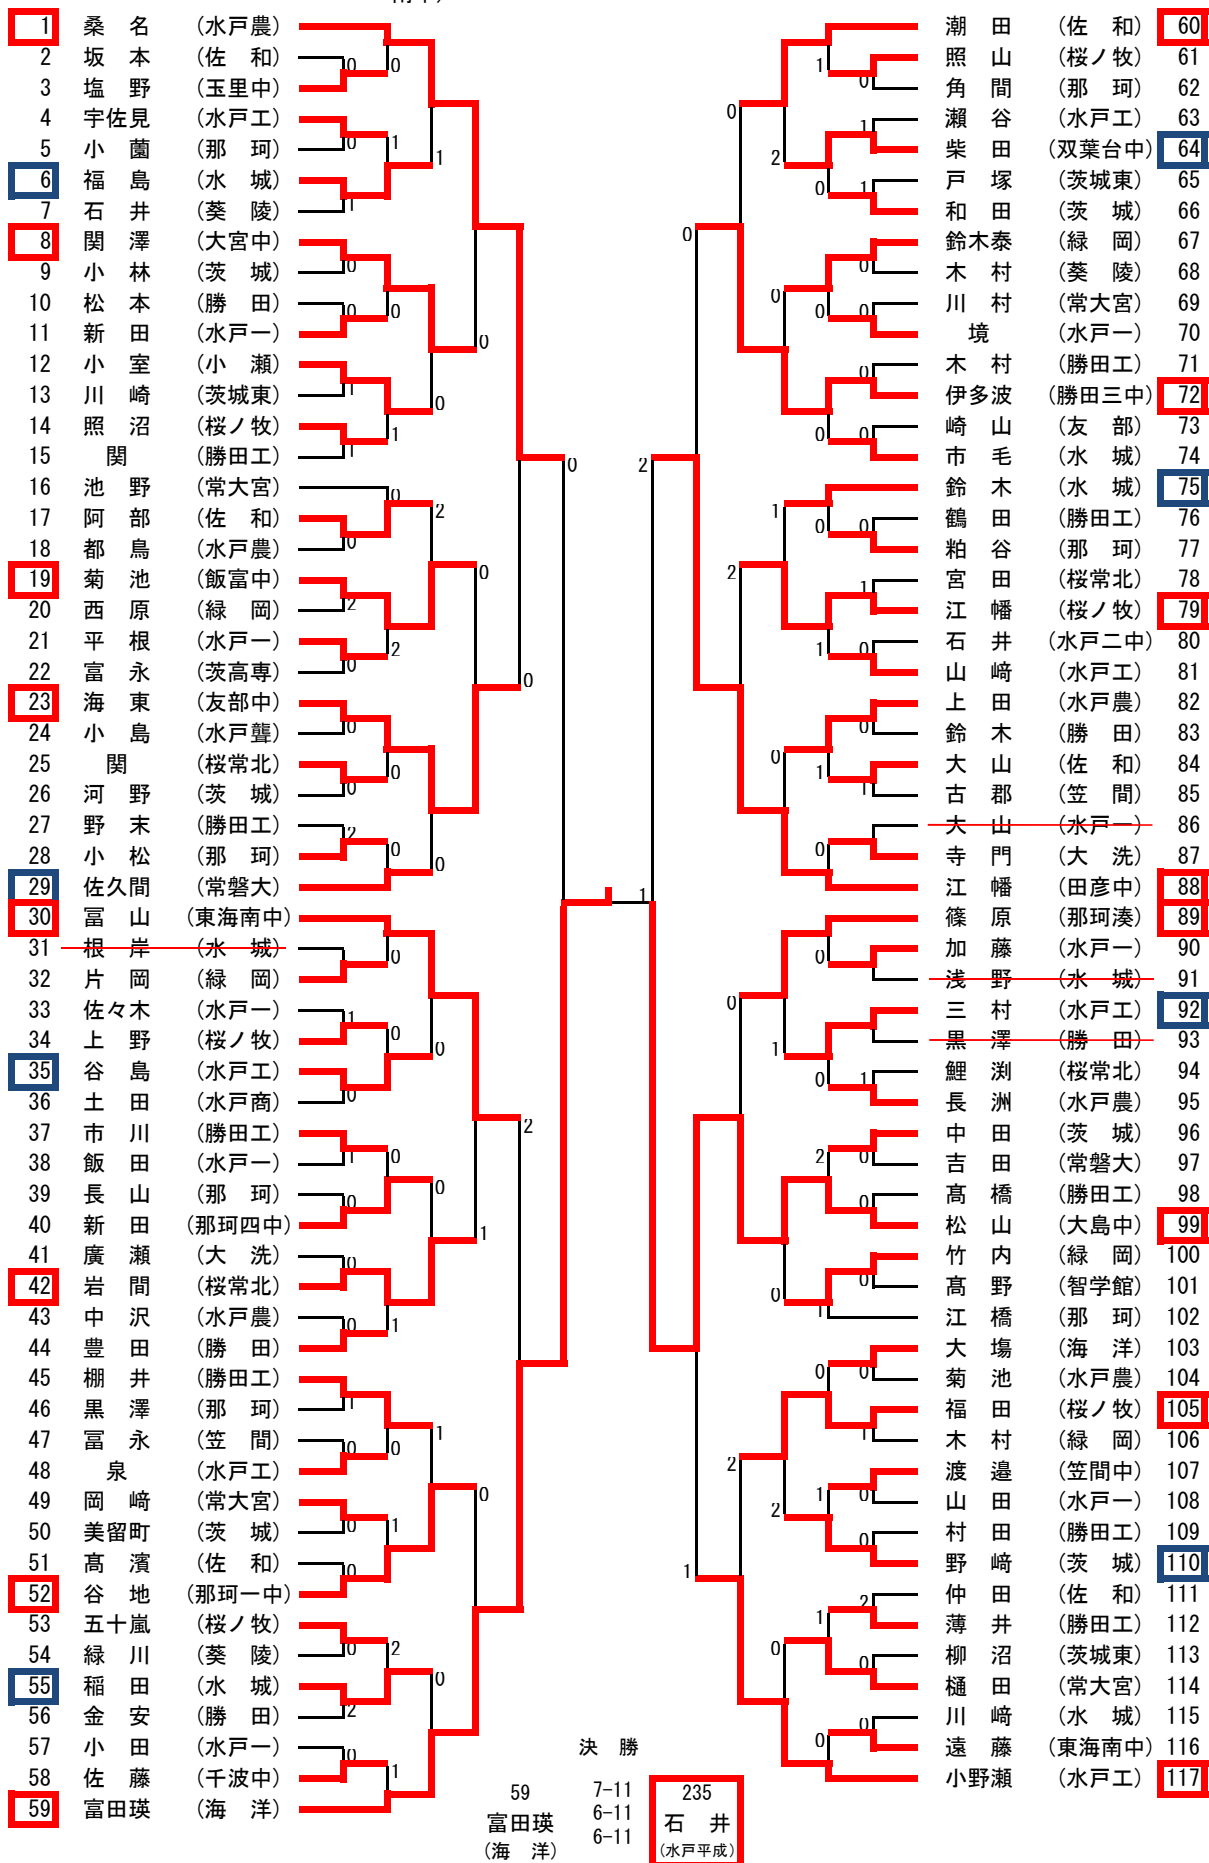 1 桑 名 (水戸農)
2 坂 本 (佐 和)
3 塩 野 (玉里中)
4 宇佐見 (水戸工)
5 小 薗 (那 珂)
6 福 島 (水 城)
7 石 井 (葵 陵)
8 関 澤 (大宮中)
9 小 林 (茨 城)
10 松 本 (勝 田)
11 新 田 (水戸一)
12 小 室 (小 瀬)
13 川 崎 (茨城東)
14 照 沼 (桜ノ牧)
15 関 (勝田工)
16 池 野 (常大宮)
17 阿 部 (佐 和)
18 都 鳥 (水戸農)
19 菊 池 (飯富中)
20 西 原 (緑 岡)
21 平 根 (水戸一)
22 富 永 (茨高専)
23 海 東 (友部中)
24 小 島 (水戸聾)
25 関 (桜常北)
26 河 野 (茨 城)
27 野 末 (勝田工)
28 小 松 (那 珂)
29 佐久間 (常磐大)
30 冨 山 (東海南中)
31 根 岸 (水 城)
32 片 岡 (緑 岡)
33 佐々木 (水戸一)
34 上 野 (桜ノ牧)
35 谷 島 (水戸工)
36 土 田 (水戸商)
37 市 川 (勝田工)
38 飯 田 (水戸一)
39 長 山 (那 珂)
40 新 田 (那珂四中)
41 廣 瀬 (大 洗)
42 岩 間 (桜常北)
43 中 沢 (水戸農)
44 豊 田 (勝 田)
45 棚 井 (勝田工)
46 黒 澤 (那 珂)
47 冨 永 (笠 間)
48 泉 (水戸工)
49 岡 﨑 (常大宮)
50 美留町 (茨 城)
51 髙 濱 (佐 和)
52 谷 地 (那珂一中)
53 五十嵐 (桜ノ牧)
54 緑 川 (葵 陵)
55 稲 田 (水 城)
56 金 安 (勝 田)
57 小 田 (水戸一)
58 佐 藤 (千波中)
59 富田瑛 (海 洋)
潮 田 (佐 和) 60
照 山 (桜ノ牧) 61
角 間 (那 珂) 62
瀬 谷 (水戸工) 63
柴 田 (双葉台中) 64
戸 塚 (茨城東) 65
和 田 (茨 城) 66
鈴木泰 (緑 岡) 67
木 村 (葵 陵) 68
川 村 (常大宮) 69
境 (水戸一) 70
木 村 (勝田工) 71
伊多波 (勝田三中) 72
崎 山 (友 部) 73
市 毛 (水 城) 74
鈴 木 (水 城) 75
鶴 田 (勝田工) 76
粕 谷 (那 珂) 77
宮 田 (桜常北) 78
江 幡 (桜ノ牧) 79
石 井 (水戸二中) 80
山 﨑 (水戸工) 81
上 田 (水戸農) 82
鈴 木 (勝 田) 83
大 山 (佐 和) 84
古 郡 (笠 間) 85
大 山 (水戸一) 86
寺 門 (大 洗) 87
江 幡 (田彦中) 88
篠 原 (那珂湊) 89
加 藤 (水戸一) 90
浅 野 (水 城) 91
三 村 (水戸工) 92
黒 澤 (勝 田) 93
鯉 渕 (桜常北) 94
長 洲 (水戸農) 95
中 田 (茨 城) 96
吉 田 (常磐大) 97
髙 橋 (勝田工) 98
松 山 (大島中) 99
竹 内 (緑 岡) 100
髙 野 (智学館) 101
江 橋 (那 珂) 102
大 場 (海 洋) 103
菊 池 (水戸農) 104
福 田 (桜ノ牧) 105
木 村 (緑 岡) 106
渡 邉 (笠間中) 107
山 田 (水戸一) 108
村 田 (勝田工) 109
野 﨑 (茨 城) 110
仲 田 (佐 和) 111
薄 井 (勝田工) 112
柳 沼 (茨城東) 113
樋 田 (常大宮) 114
川 﨑 (水 城) 115
遠 藤 (東海南中) 116
小野瀬 (水戸工) 117
決 勝
59 7-11 235
富田瑛 6-11 石 井
(海 洋) 6-11 (水戸平成)